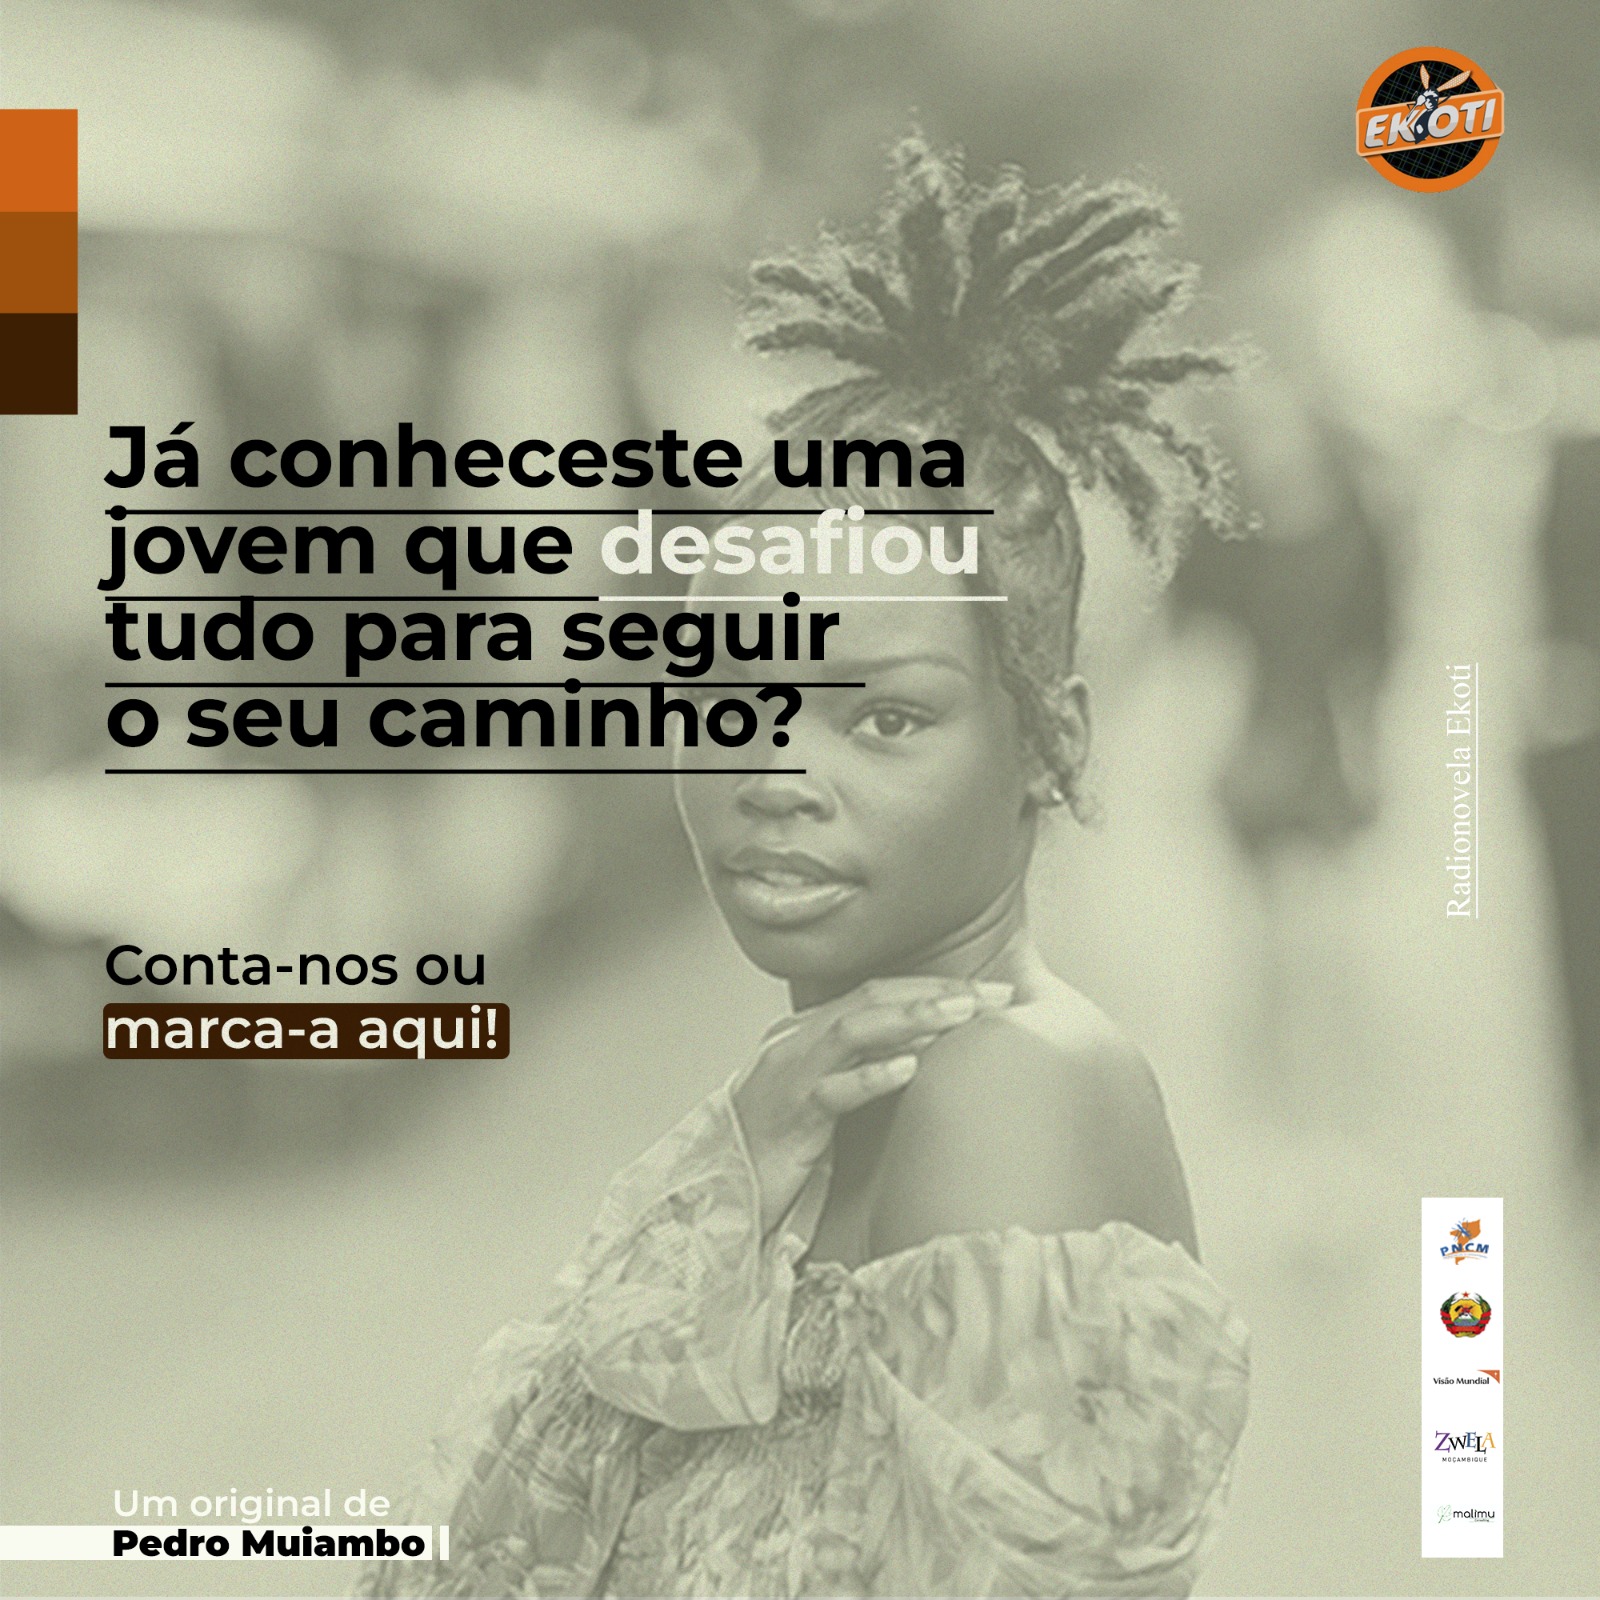 EKOTI
Já conheceste uma
jovem que desafiou
tudo para seguir
o seu caminho?
Conta-nos ou
marca-a aqui!
Radionovela Ekoti
PNCM
Visão Mundial
ZWELA
MOÇAMBIQUE
malimu
Um original de
Pedro Muiambo